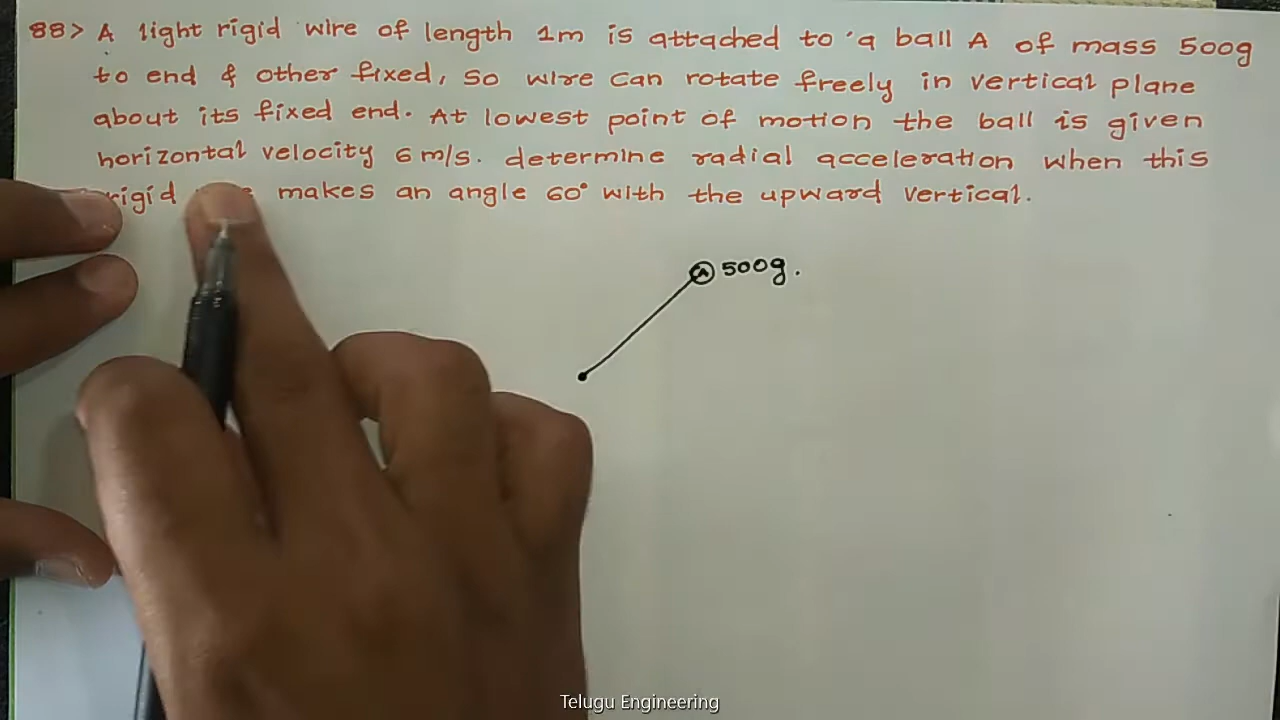 88> A light rigid wire of length 1m is attached to a ball A of mass 500g
to end & other fixed, so wire can rotate freely in vertical plane
about its fixed end. At lowest point of motion the ball is given
horizontal velocity 6 m/s. determine radial acceleration when this
rigid makes an angle 60° with the upward vertical.
A 500g.
Telugu Engineering